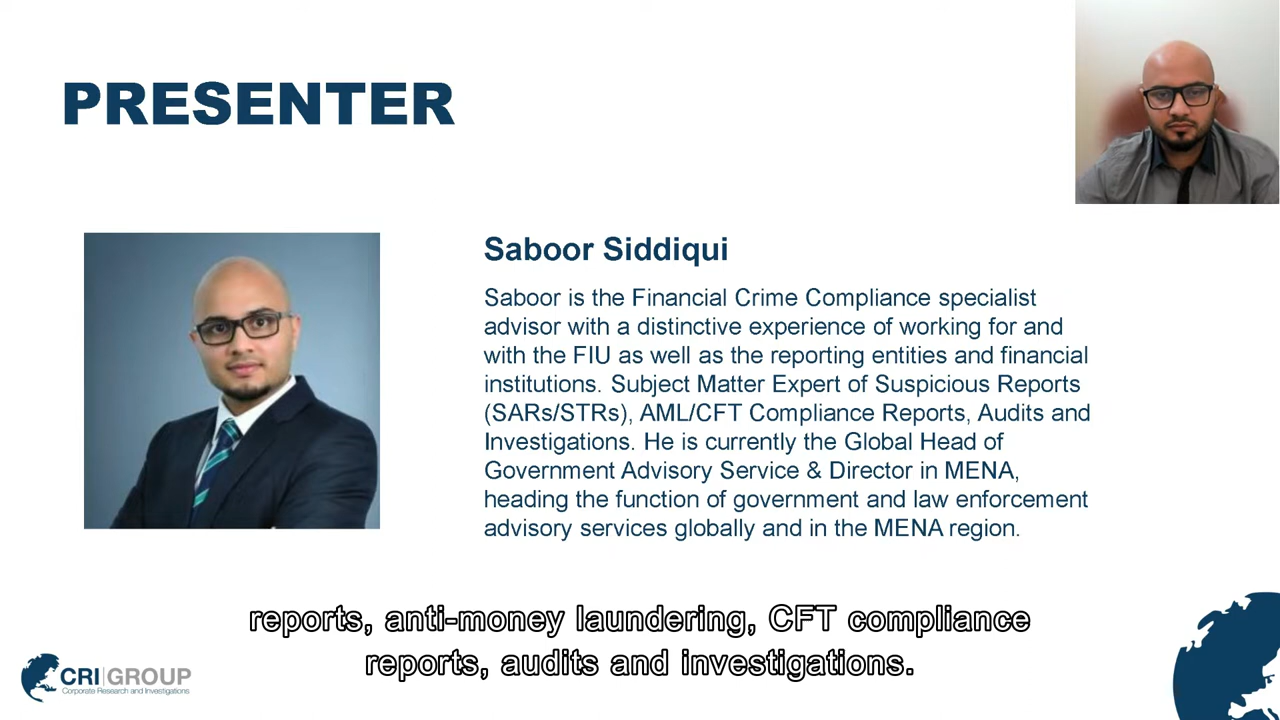 PRESENTER
Saboor Siddiqui
Saboor is the Financial Crime Compliance specialist
advisor with a distinctive experience of working for and
with the FIU as well as the reporting entities and financial
institutions. Subject Matter Expert of Suspicious Reports
(SARs/STRs), AML/CFT Compliance Reports, Audits and
Investigations. He is currently the Global Head of
Government Advisory Service & Director in MENA,
heading the function of government and law enforcement
advisory services globally and in the MENA region.
reports, anti-money laundering, CFT compliance
reports, audits and investigations.
CRI GROUP
Corporate Research and Investigations